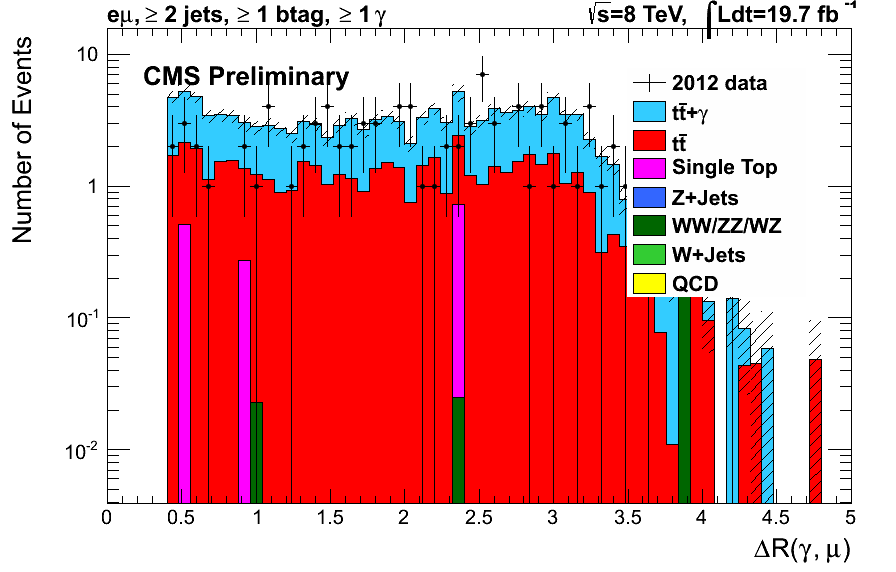 eμ, ≥ 2 jets, ≥ 1 btag, ≥ 1 γ
√s=8 TeV, ∫Ldt=19.7 fb⁻¹
Number of Events
CMS Preliminary
2012 data
tt̄+γ
tt̄
Single Top
Z+Jets
WW/ZZ/WZ
W+Jets
QCD
10
1
10⁻¹
10⁻²
0 0.5 1 1.5 2 2.5 3 3.5 4 4.5 5
ΔR(γ, μ)